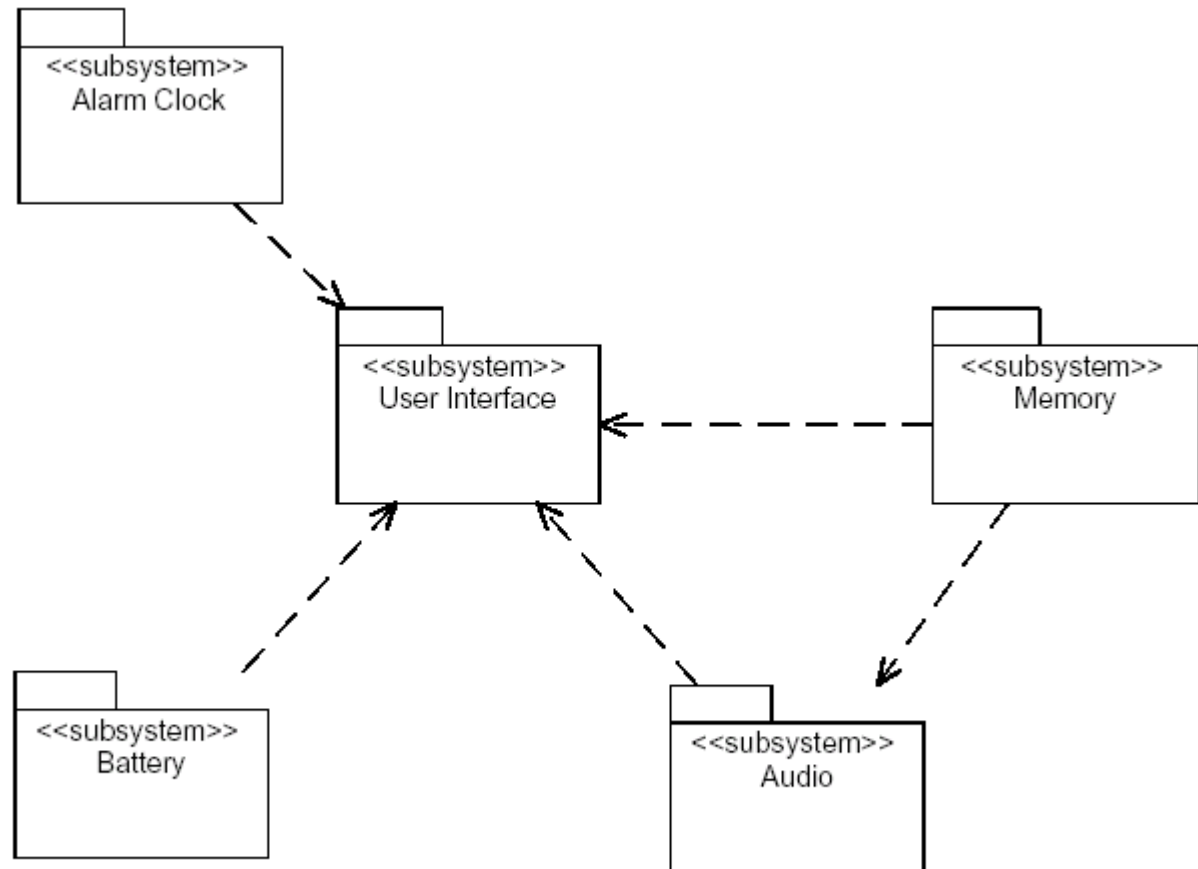 <<subsystem>>
Alarm Clock
<<subsystem>>
User Interface
<<subsystem>>
Memory
<<subsystem>>
Battery
<<subsystem>>
Audio